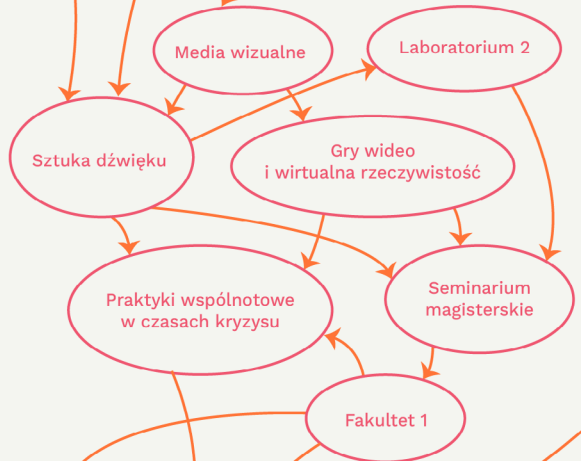 Media wizualne
Laboratorium 2
Sztuka dźwięku
Gry wideo
i wirtualna rzeczywistość
Praktyki wspólnotowe
w czasach kryzysu
Seminarium
magisterskie
Fakultet 1